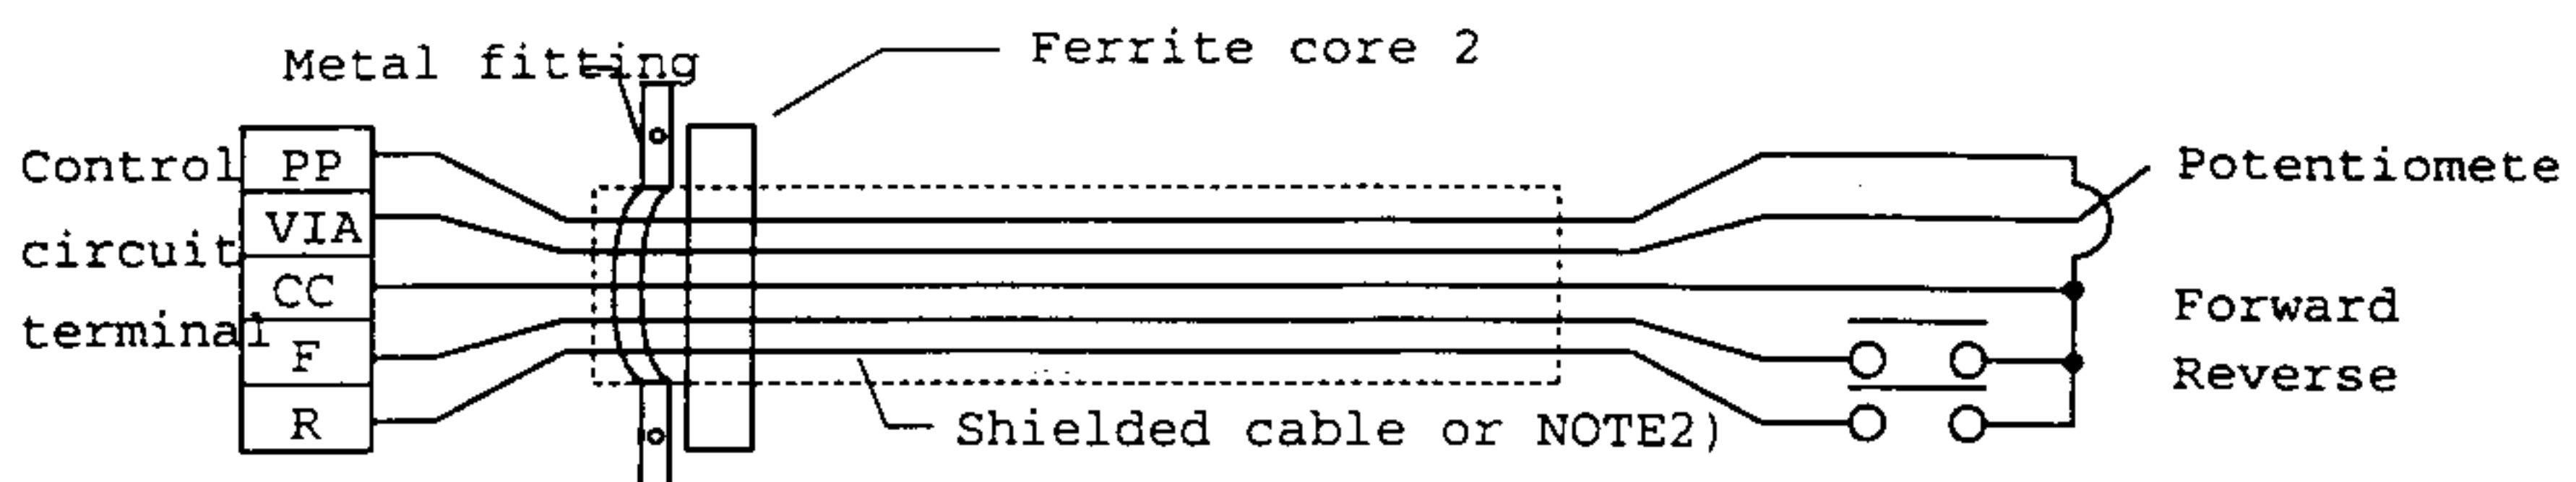 Metal fitting
Ferrite core 2
Control
circuit
terminal
PP
VIA
CC
F
R
Potentiomete
Forward
Reverse
Shielded cable or NOTE2)